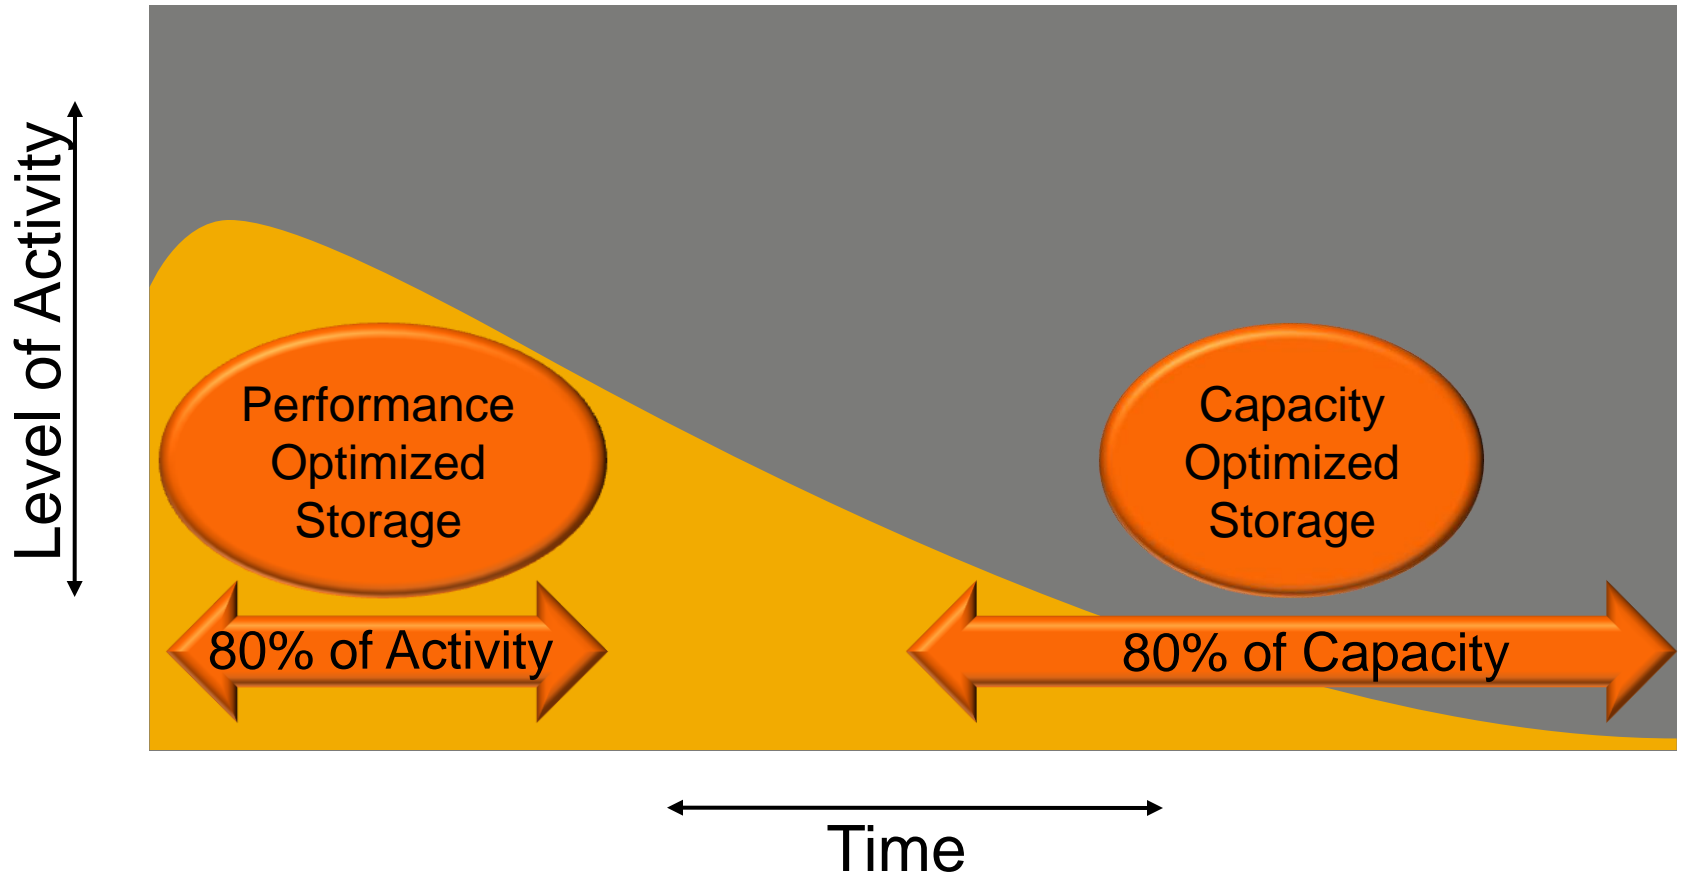 Level of Activity
Performance
Optimized
Storage
Capacity
Optimized
Storage
80% of Activity
80% of Capacity
Time